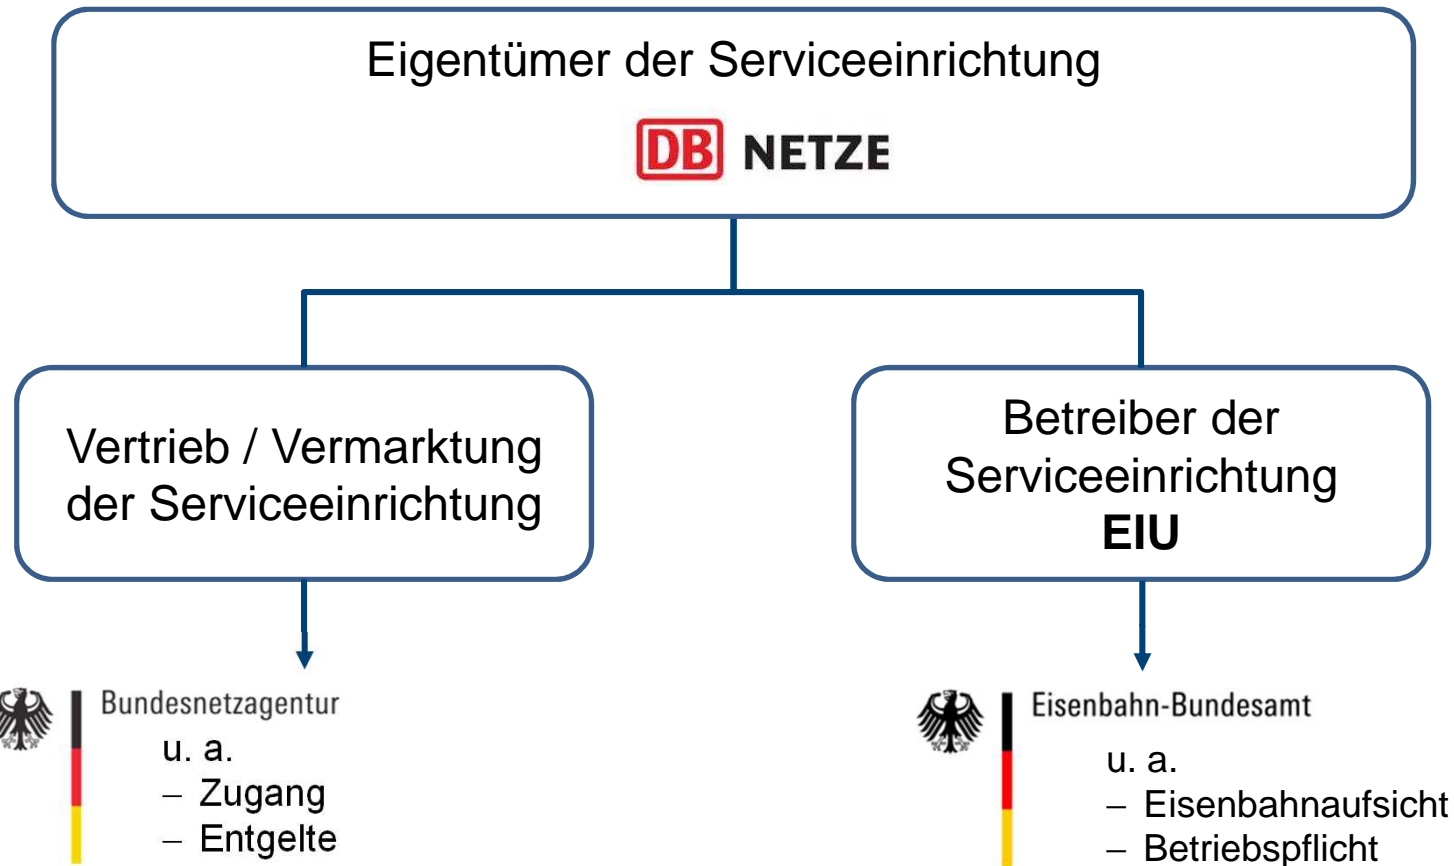 Eigentümer der Serviceeinrichtung
DB NETZE
Vertrieb / Vermarktung
der Serviceeinrichtung
Betreiber der
Serviceeinrichtung
EIU
Bundesnetzagentur
u. a.
– Zugang
– Entgelte
Eisenbahn-Bundesamt
u. a.
– Eisenbahnaufsicht
– Betriebspflicht